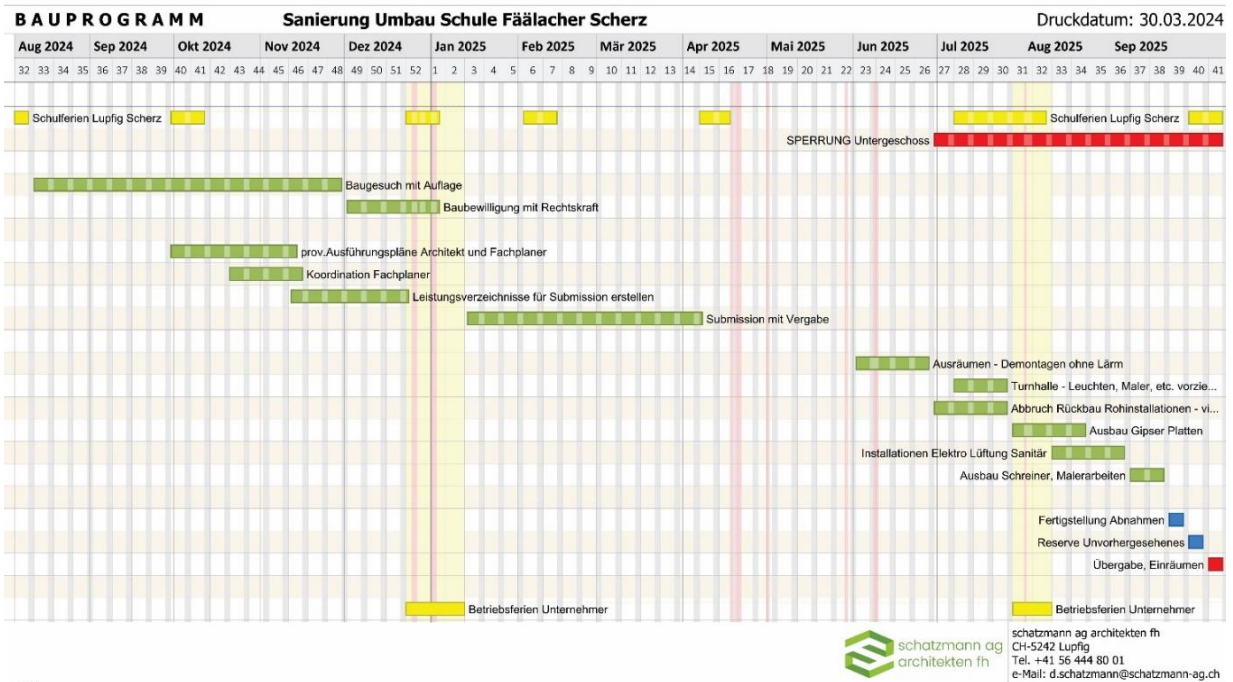 BAUPROGRAMM Sanierung Umbau Schule Fäälacher Scherz Druckdatum: 30.03.2024
Aug 2024 Sep 2024 Okt 2024 Nov 2024 Dez 2024 Jan 2025 Feb 2025 Mär 2025 Apr 2025 Mai 2025 Jun 2025 Jul 2025 Aug 2025 Sep 2025
32 33 34 35 36 37 38 39 40 41 42 43 44 45 46 47 48 49 50 51 52 1 2 3 4 5 6 7 8 9 10 11 12 13 14 15 16 17 18 19 20 21 22 23 24 25 26 27 28 29 30 31 32 33 34 35 36 37 38 39 40 41
Schulferien Lupfig Scherz Schulferien Lupfig Scherz
SPERRUNG Untergeschoss
Baugesuch mit Auflage
Baubewilligung mit Rechtskraft
prov.Ausführungspläne Architekt und Fachplaner
Koordination Fachplaner
Leistungsverzeichnisse für Submission erstellen
Submission mit Vergabe
Ausräumen - Demontagen ohne Lärm
Turnhalle - Leuchten, Maler, etc. vorzie...
Abbruch Rückbau Rohinstallationen - vi...
Ausbau Gipser Platten
Installationen Elektro Lüftung Sanitär
Ausbau Schreiner, Malerarbeiten
Fertigstellung Abnahmen
Reserve Unvorhergesehenes
Übergabe, Einräumen
Betriebsferien Unternehmer Betriebsferien Unternehmer
schatzmann ag
architekten fh
schatzmann ag architekten fh
CH-5242 Lupfig
Tel. +41 56 444 80 01
e-Mail: d.schatzmann@schatzmann-ag.ch